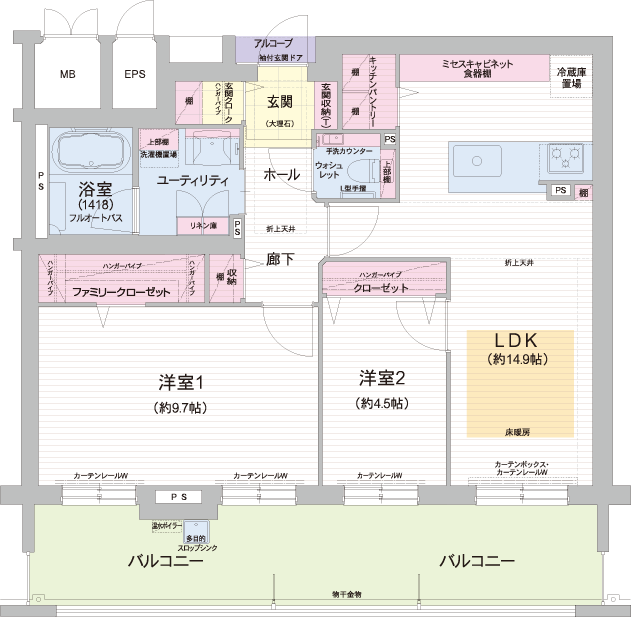 アルコーブ
袖付玄関ドア
MB
EPS
棚
ハンガーパイプ
玄関クローク
玄関
(大理石)
玄関収納(T)
棚
棚
キッチンパントリー
ミセスキャビネット
食器棚
冷蔵庫
置場
PS
浴室
(1418)
フルオートバス
上部棚
洗濯機置場
ユーティリティ
リネン庫
PS
ホール
手洗カウンター
ウォシュ
レット
上部棚
L型手摺
PS
PS
棚
折上天井
廊下
折上天井
ハンガーパイプ
ハンガーパイプ
ハンガーパイプ
ファミリークローゼット
棚
収納
ハンガーパイプ
クローゼット
洋室1
(約9.7帖)
洋室2
(約4.5帖)
LDK
(約14.9帖)
床暖房
カーテンレールW
カーテンレールW
カーテンレールW
カーテンボックス・
カーテンレールW
PS
温水ボイラー
多目的
スロップシンク
バルコニー
バルコニー
物干金物